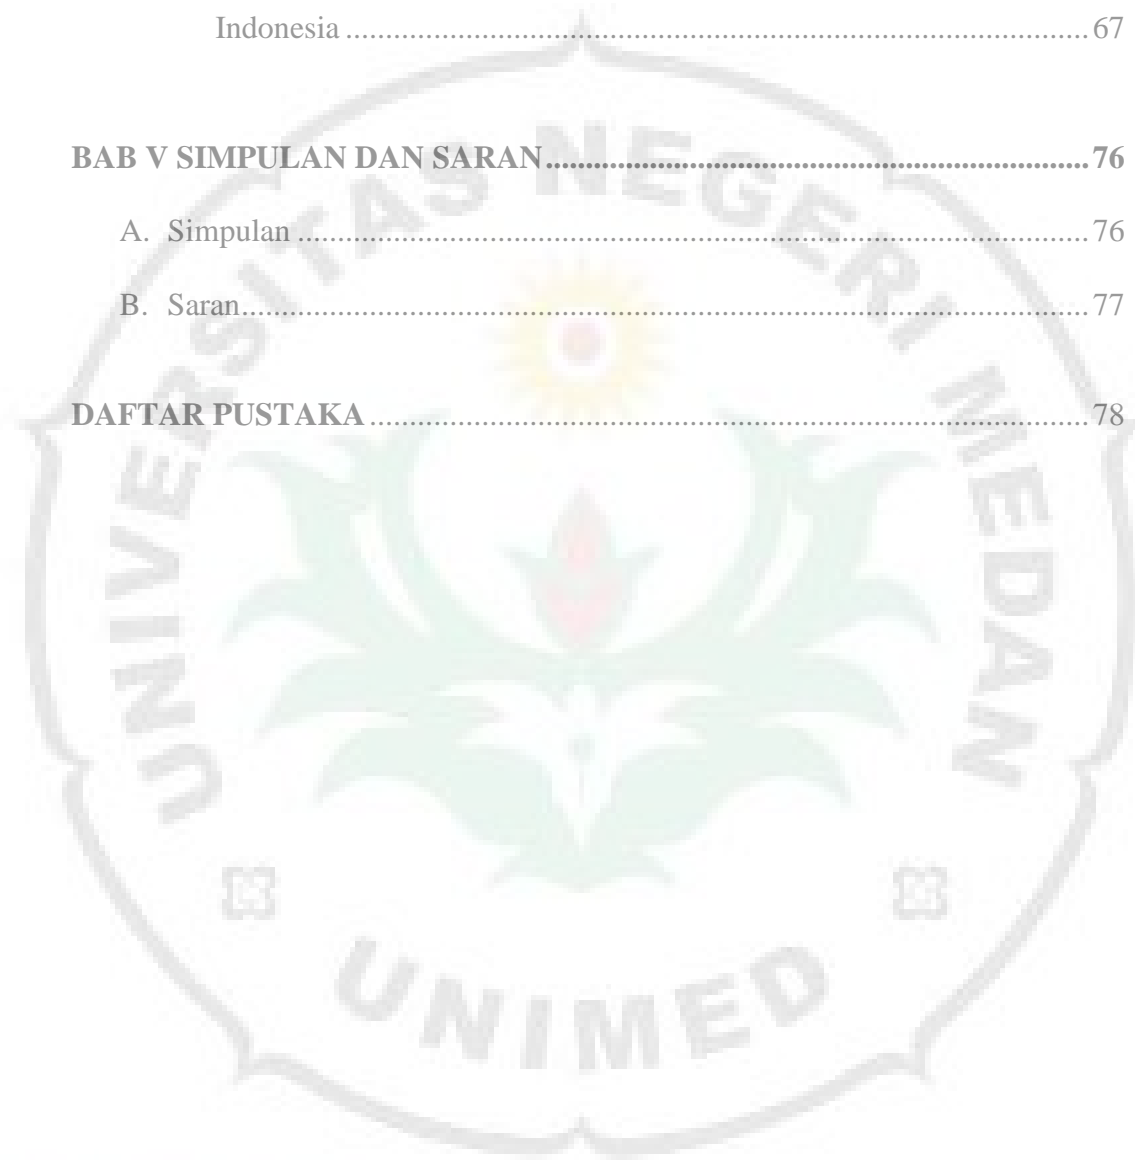 Indonesia ........................................................................................ 67
BAB V SIMPULAN DAN SARAN.................................................................... 76
A. Simpulan ................................................................................................ 76
B. Saran........................................................................................................ 77
DAFTAR PUSTAKA .......................................................................................... 78
UNIVERSITAS NEGERI MEDAN
UNIMED